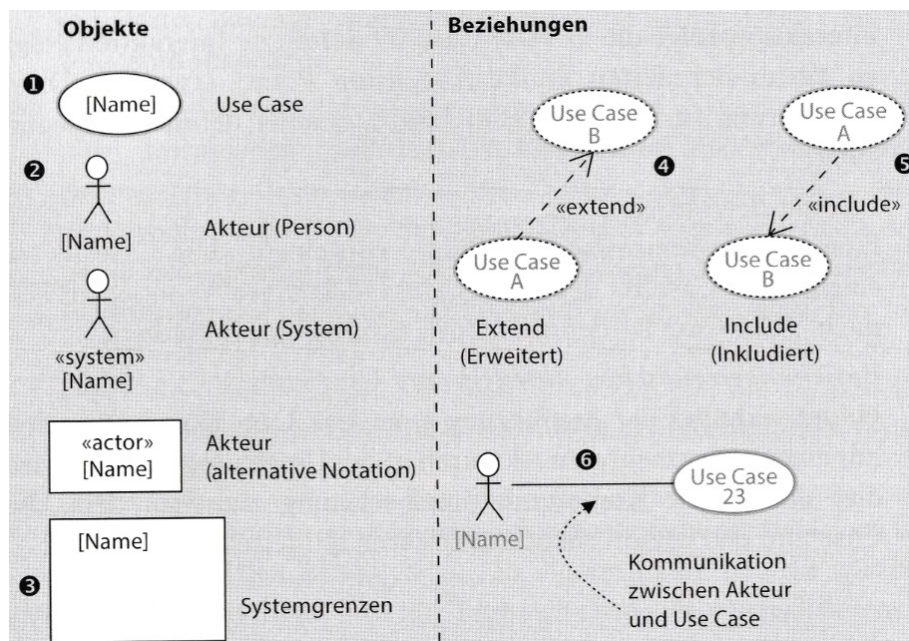 Objekte
❶
[Name]
Use Case
❷
[Name]
Akteur (Person)
«system»
[Name]
Akteur (System)
«actor»
[Name]
Akteur
(alternative Notation)
❸
[Name]
Systemgrenzen
Beziehungen
Use Case
B
❹
«extend»
Use Case
A
Extend
(Erweitert)
Use Case
A
❺
«include»
Use Case
B
Include
(Inkludiert)
❻
[Name]
Use Case
23
Kommunikation
zwischen Akteur
und Use Case